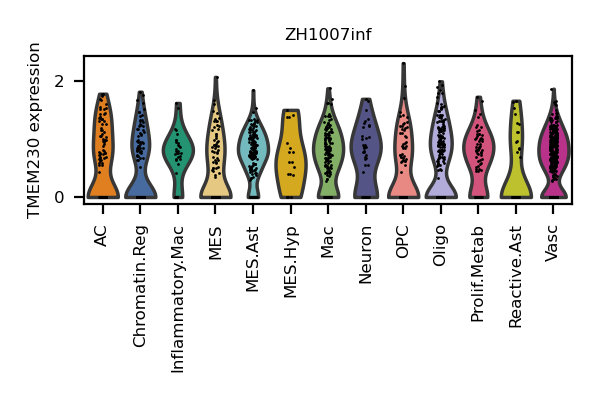 ZH1007inf
TMEM230 expression
2
0
AC
Chromatin.Reg
Inflammatory.Mac
MES
MES.Ast
MES.Hyp
Mac
Neuron
OPC
Oligo
Prolif.Metab
Reactive.Ast
Vasc